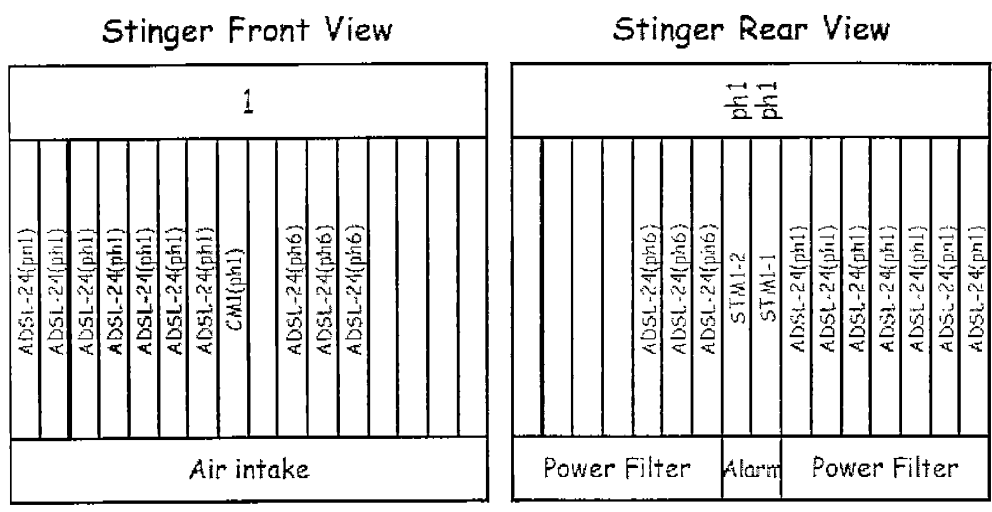 Stinger Front View
1
ADSL-24(ph1)
ADSL-24(ph1)
ADSL-24(ph1)
ADSL-24(ph1)
ADSL-24(ph1)
ADSL-24(ph1)
ADSL-24(ph1)
CM1(ph1)
ADSL-24(ph6)
ADSL-24(ph6)
ADSL-24(ph6)
Air intake
Stinger Rear View
ph1
ph1
ADSL-24(ph6)
ADSL-24(ph6)
ADSL-24(ph6)
STM1-2
STM1-1
ADSL-24(ph1)
ADSL-24(ph1)
ADSL-24(ph1)
ADSL-24(ph1)
ADSL-24(ph1)
ADSL-24(ph1)
ADSL-24(ph1)
Power Filter
Alarm
Power Filter